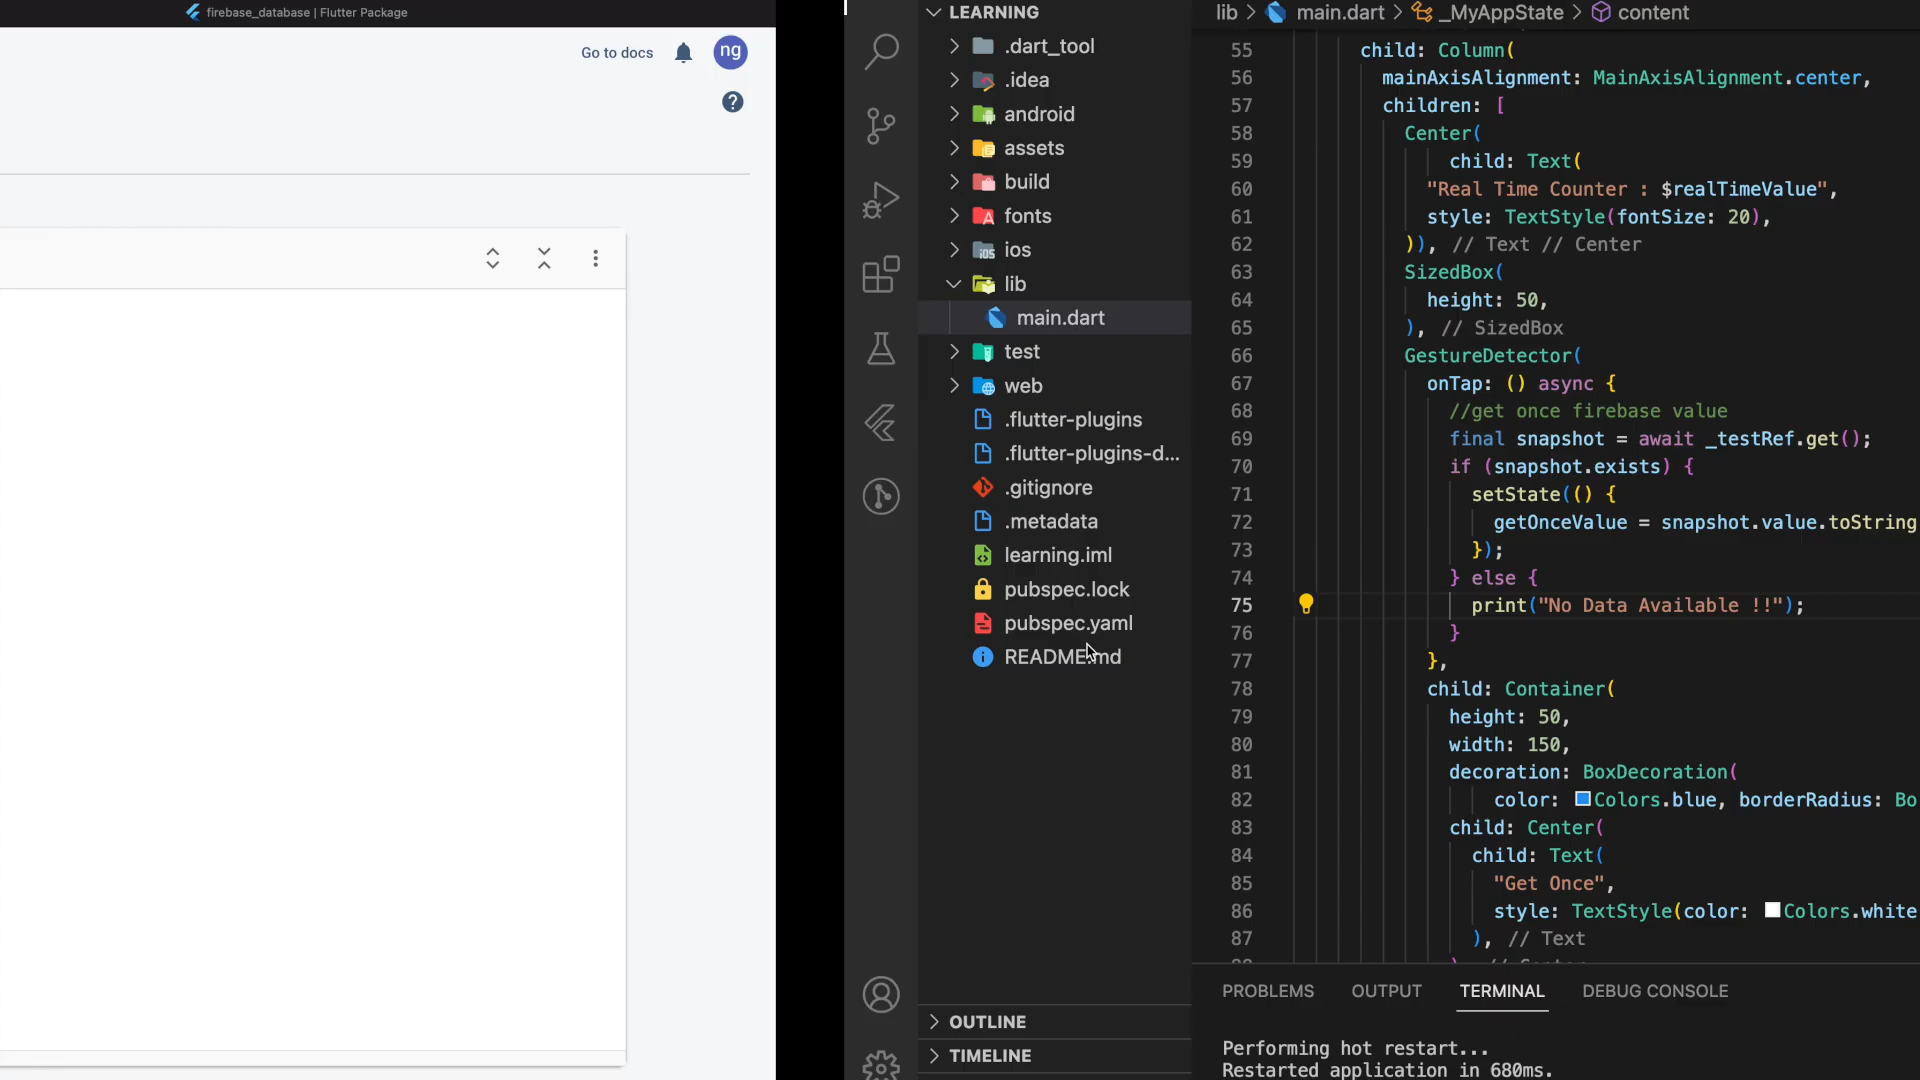 firebase_database | Flutter Package
Go to docs
ng
LEARNING
.dart_tool
.idea
android
assets
build
fonts
ios
lib
main.dart
test
web
.flutter-plugins
.flutter-plugins-d...
.gitignore
.metadata
learning.iml
pubspec.lock
pubspec.yaml
README.md
OUTLINE
TIMELINE
lib > main.dart > _MyAppState > content
55 child: Column(
56 mainAxisAlignment: MainAxisAlignment.center,
57 children: [
58 Center(
59 child: Text(
60 "Real Time Counter : $realTimeValue",
61 style: TextStyle(fontSize: 20),
62 )), // Text // Center
63 SizedBox(
64 height: 50,
65 ), // SizedBox
66 GestureDetector(
67 onTap: () async {
68 //get once firebase value
69 final snapshot = await _testRef.get();
70 if (snapshot.exists) {
71 setState(() {
72 getOnceValue = snapshot.value.toString
73 });
74 } else {
75 print("No Data Available !!");
76 }
77 },
78 child: Container(
79 height: 50,
80 width: 150,
81 decoration: BoxDecoration(
82 color: Colors.blue, borderRadius: Bo
83 child: Center(
84 child: Text(
85 "Get Once",
86 style: TextStyle(color: Colors.white
87 ), // Text
PROBLEMS OUTPUT TERMINAL DEBUG CONSOLE
Performing hot restart...
Restarted application in 680ms.